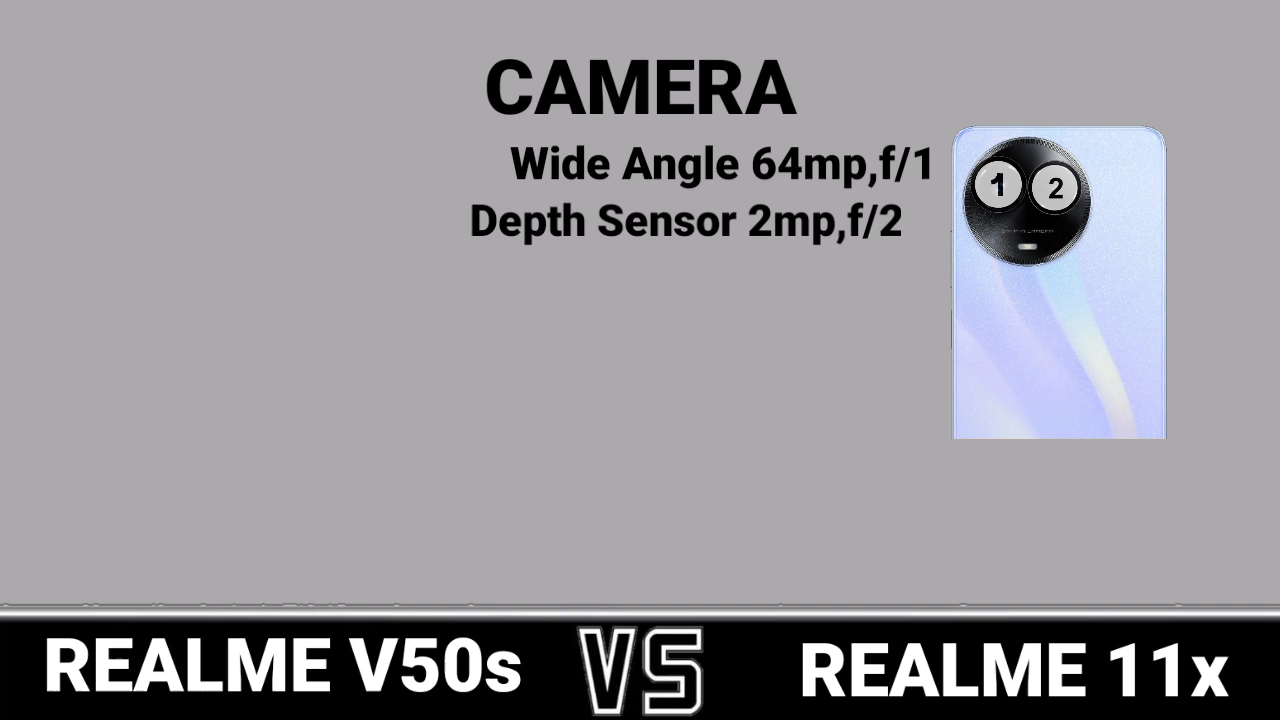 CAMERA
Wide Angle 64mp,f/1
Depth Sensor 2mp,f/2
1 2
REALME V50s VS REALME 11x